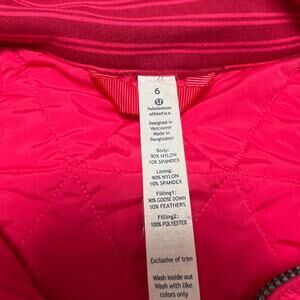 6
lululemon
athletica
Designed in
Vancouver
Made in
Bangladesh
Body:
90% NYLON
10% SPANDEX
Lining:
90% NYLON
10% SPANDEX
Filling1:
90% GOOSE DOWN
10% FEATHERS
Filling2:
100% POLYESTER
Exclusive of trim
Wash inside out
Wash with like
colors only